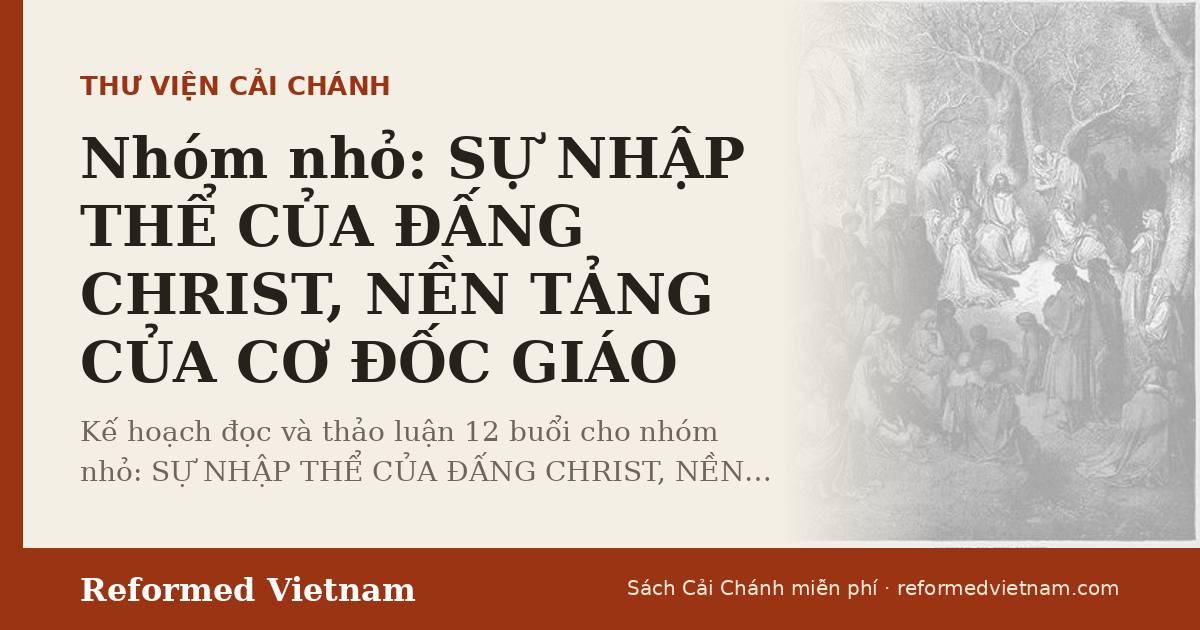 THƯ VIỆN CẢI CHÁNH
Nhóm nhỏ: SỰ NHẬP
THỂ CỦA ĐẤNG
CHRIST, NỀN TẢNG
CỦA CƠ ĐỐC GIÁO
Kế hoạch đọc và thảo luận 12 buổi cho nhóm
nhỏ: SỰ NHẬP THỂ CỦA ĐẤNG CHRIST, NỀN...
Reformed Vietnam
Sách Cải Chánh miễn phí · reformedvietnam.com